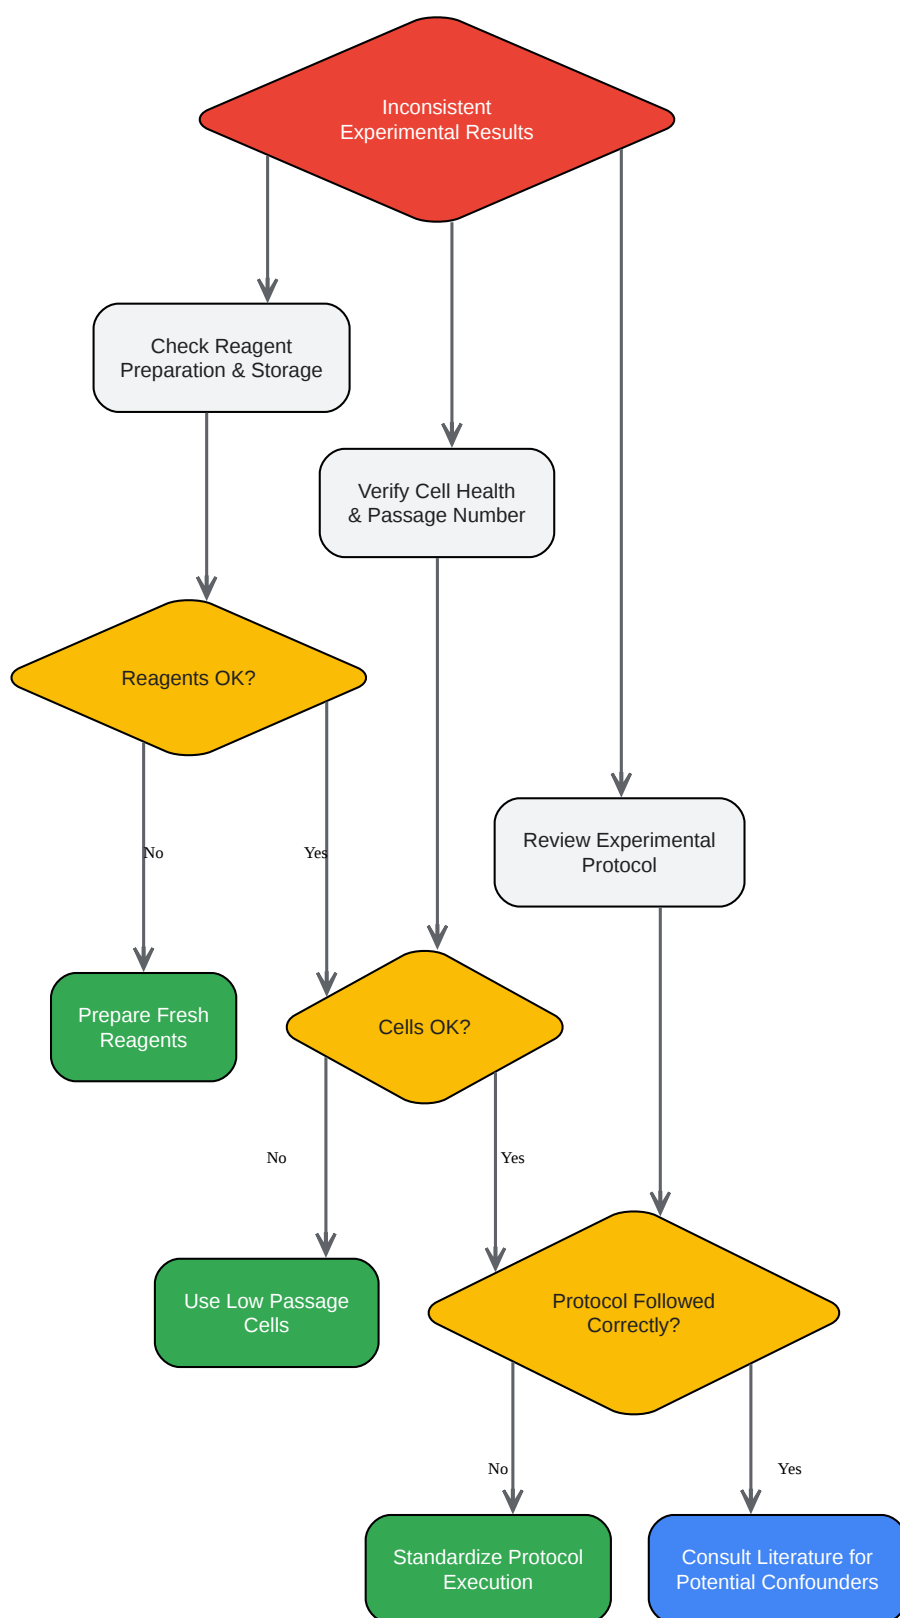 Inconsistent
Experimental Results
Check Reagent
Preparation & Storage
Verify Cell Health
& Passage Number
Reagents OK?
Review Experimental
Protocol
No
Yes
Prepare Fresh
Reagents
Cells OK?
No
Yes
Use Low Passage
Cells
Protocol Followed
Correctly?
No
Yes
Standardize Protocol
Execution
Consult Literature for
Potential Confounders